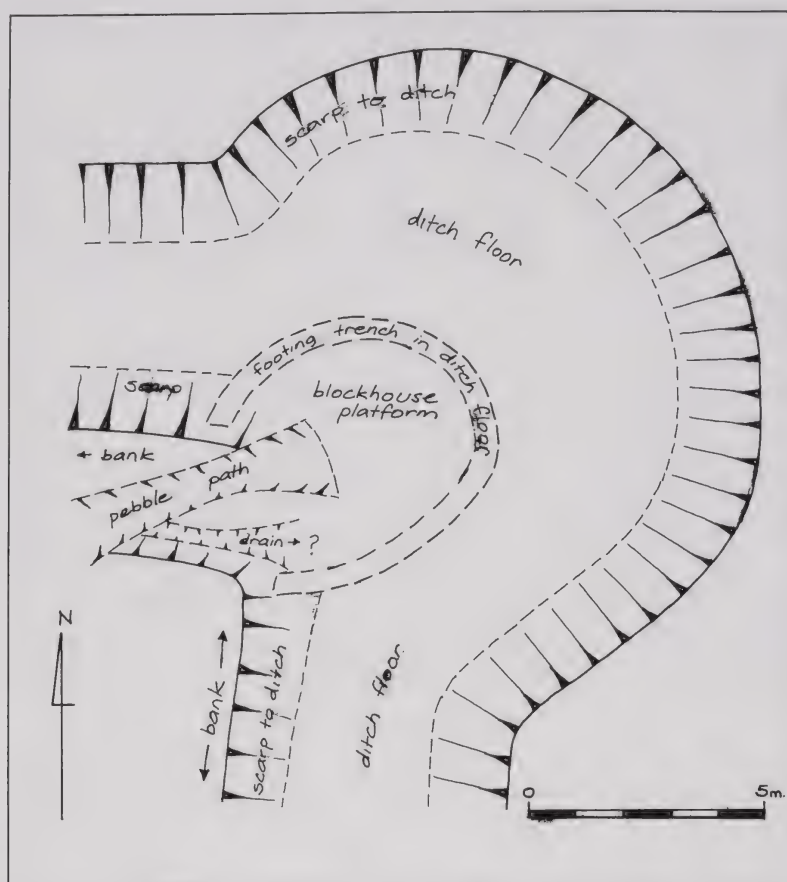 scarp to ditch
ditch floor
footing trench in ditch floor
scarp
blockhouse
platform
← bank
pebble path
drain → ?
N
← bank →
scarp to ditch
ditch floor
0 5m.